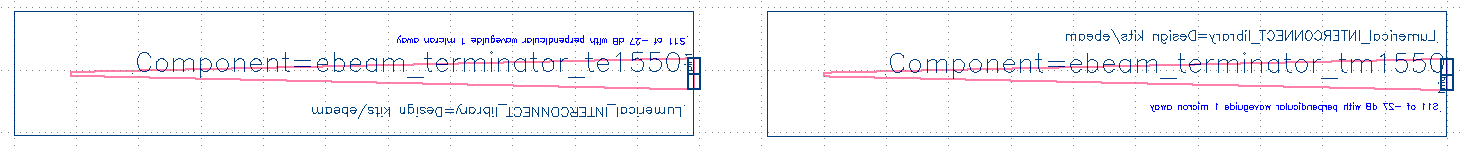 S11 of -27 dB with perpendicular waveguide 1 micron away
Component=ebeam_terminator_te1550
Lumerical_INTERCONNECT_library=Design kits/ebeam
Lumerical_INTERCONNECT_library=Design kits/ebeam
Component=ebeam_terminator_tm1550
S11 of -27 dB with perpendicular waveguide 1 micron away